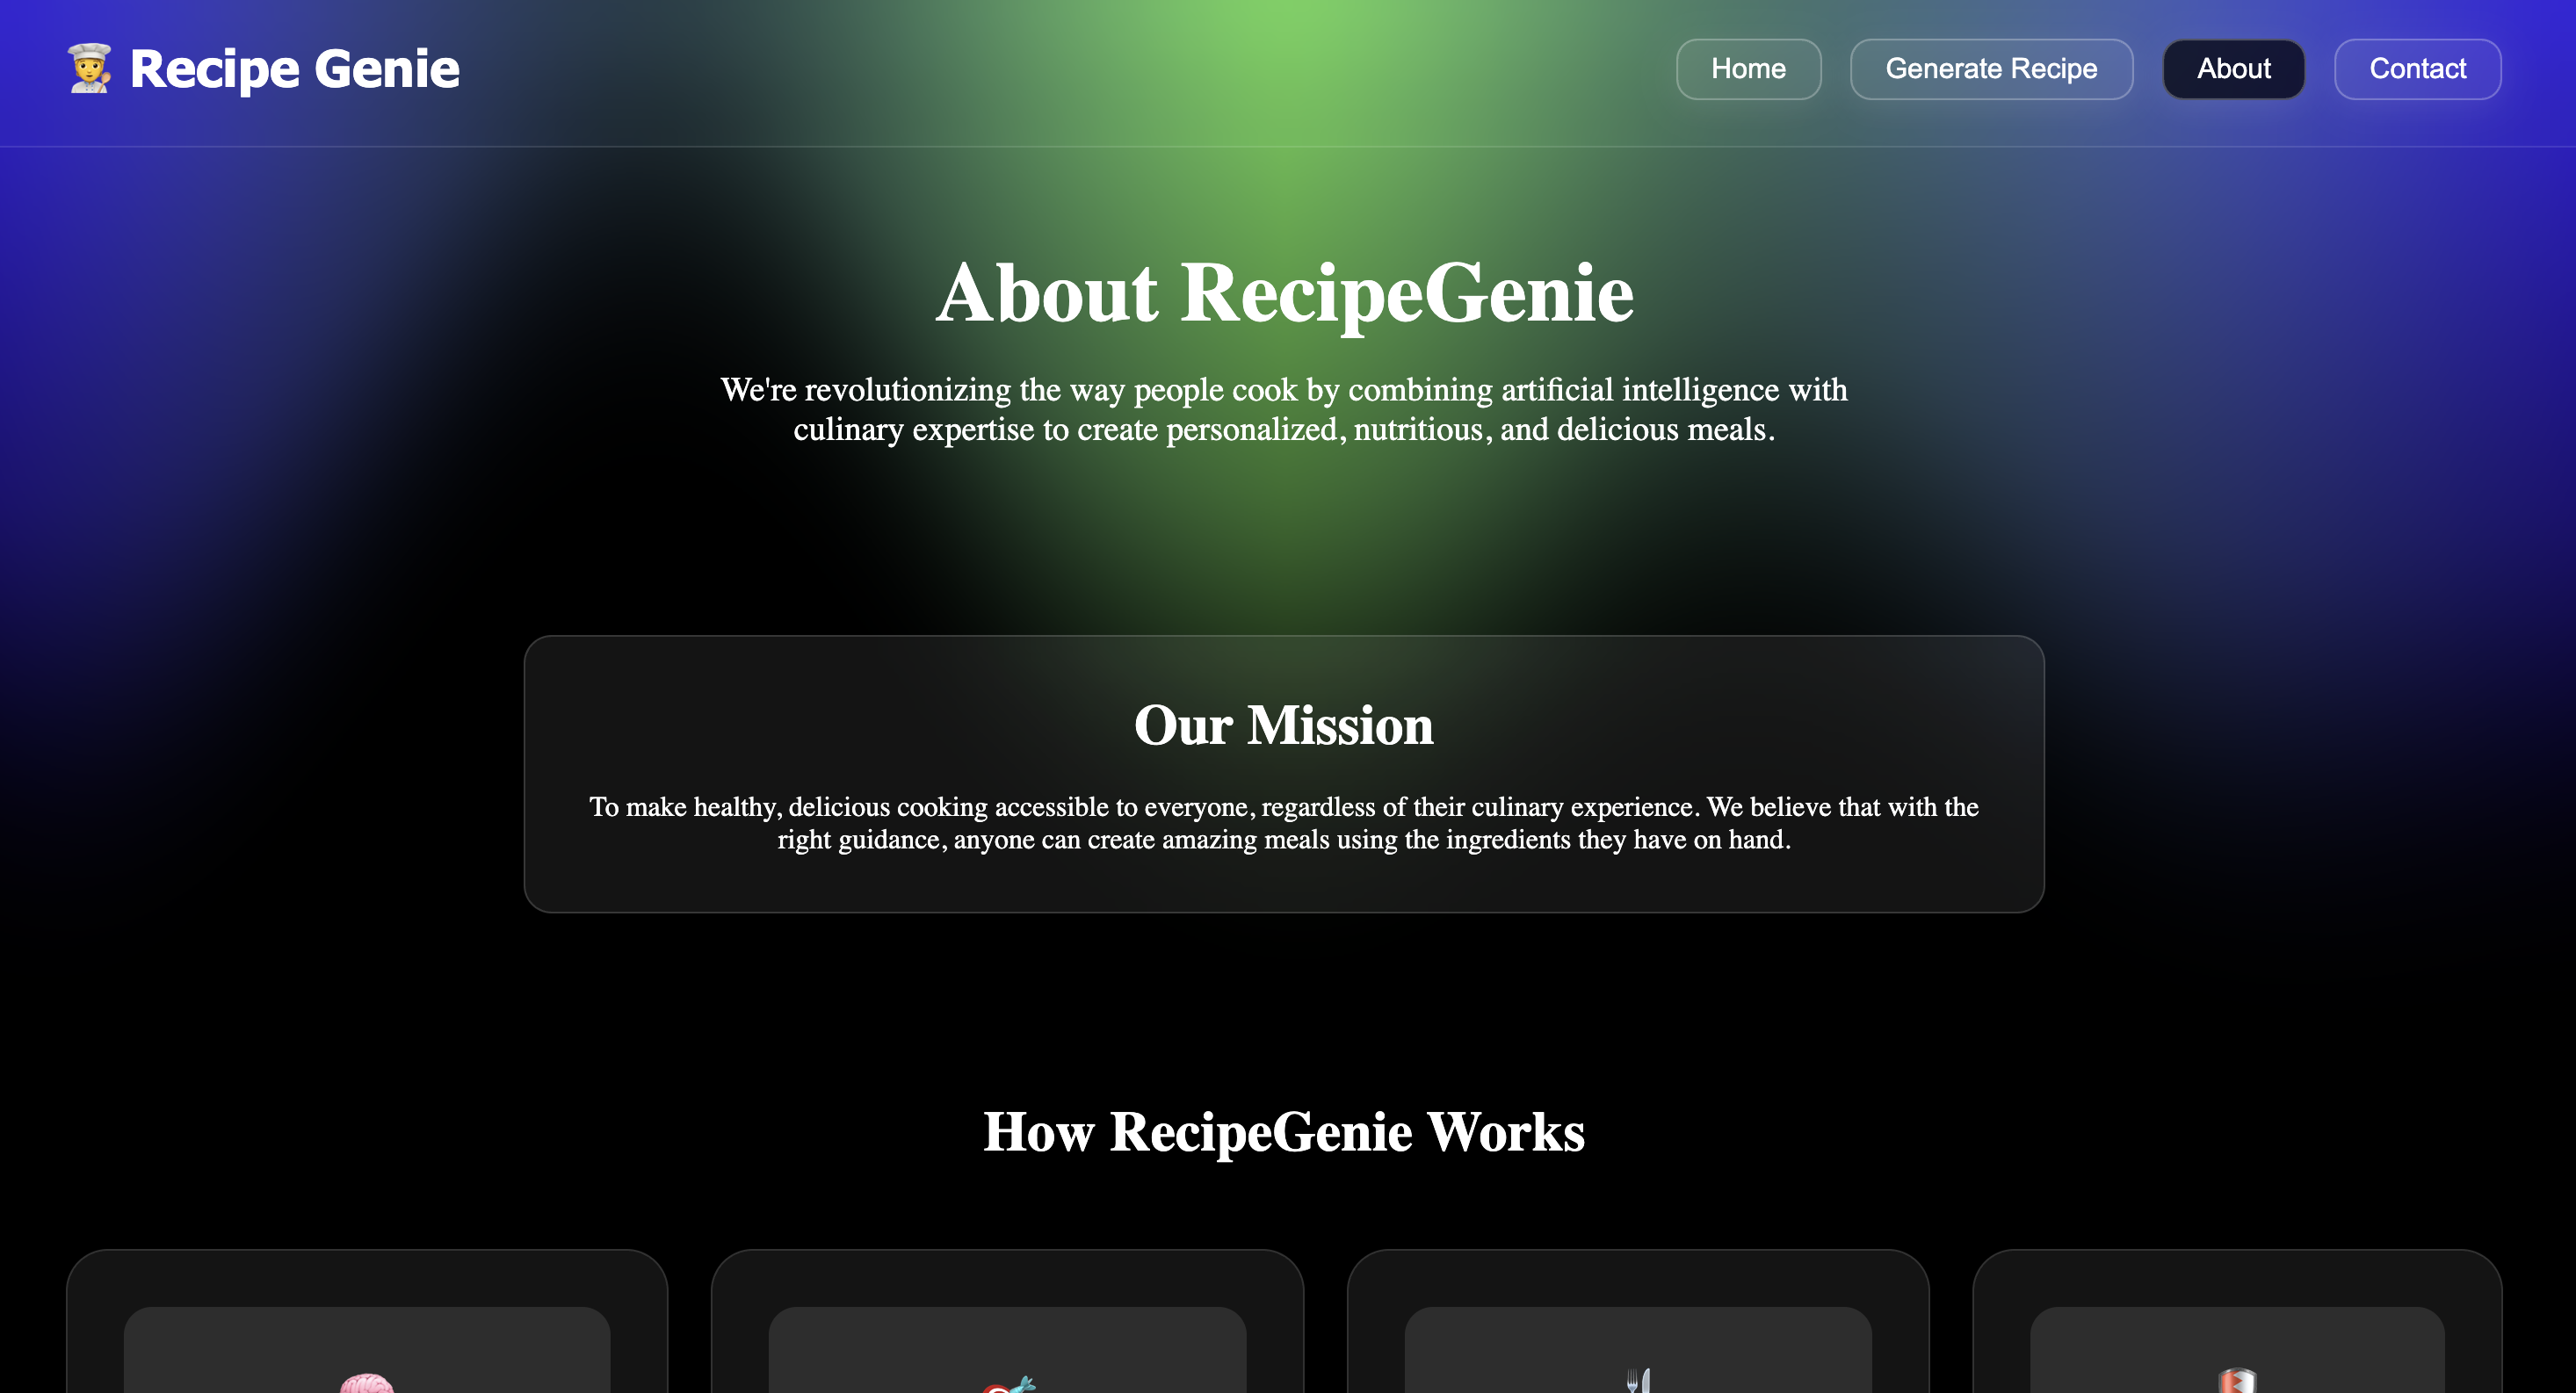 Recipe Genie
Home
Generate Recipe
About
Contact
About RecipeGenie
We're revolutionizing the way people cook by combining artificial intelligence with
culinary expertise to create personalized, nutritious, and delicious meals.
Our Mission
To make healthy, delicious cooking accessible to everyone, regardless of their culinary experience. We believe that with the
right guidance, anyone can create amazing meals using the ingredients they have on hand.
How RecipeGenie Works